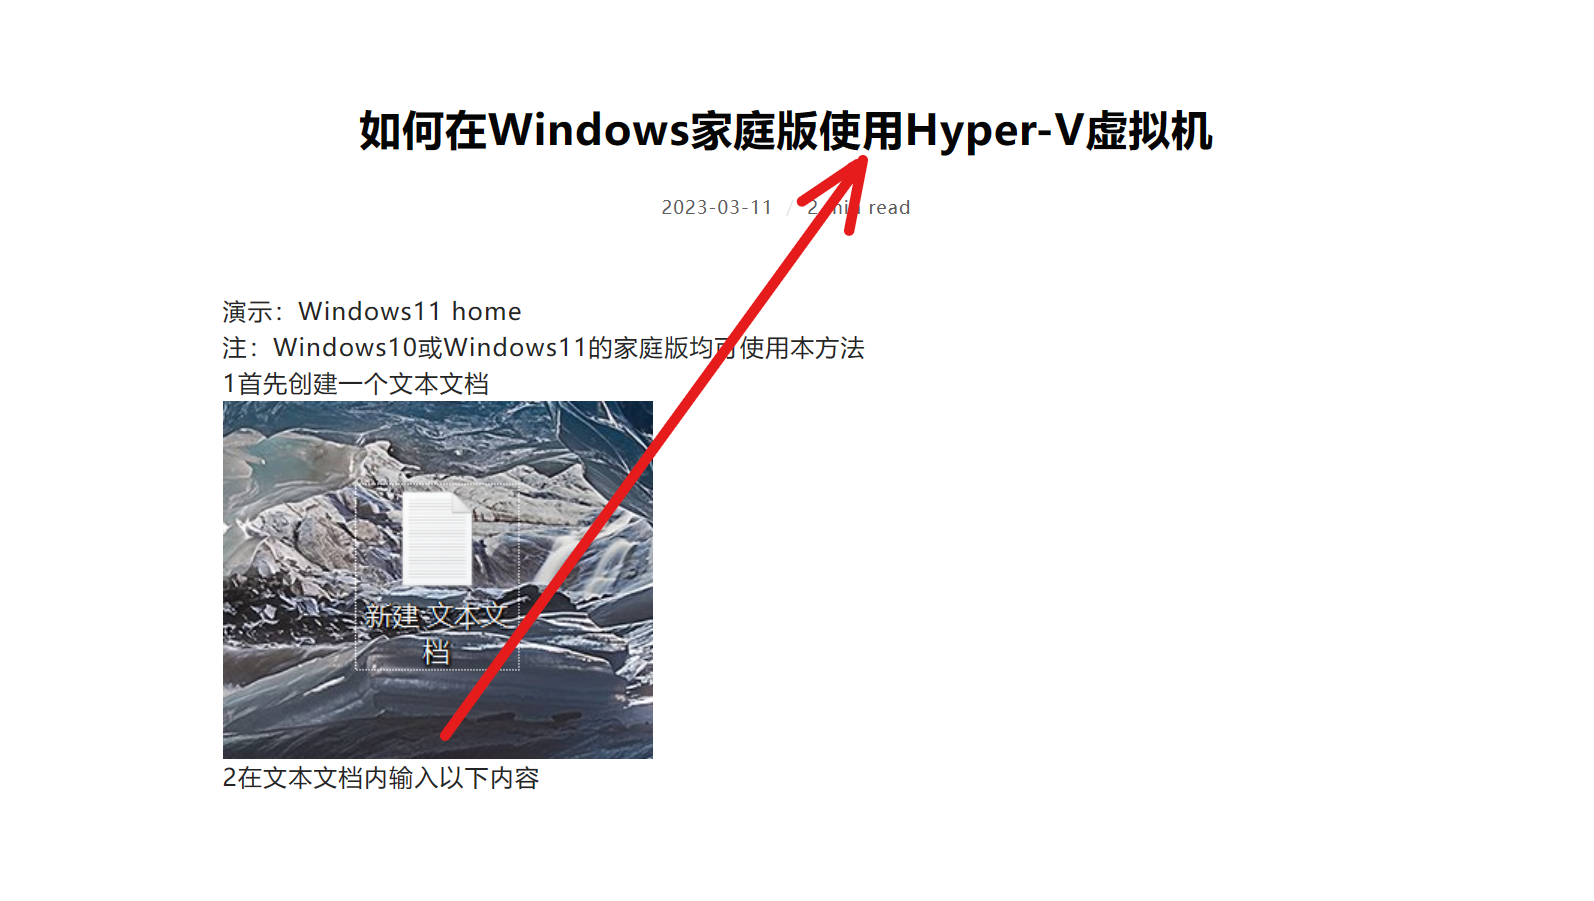 如何在Windows家庭版使用Hyper-V虚拟机
2023-03-11 / 2 min read
演示：Windows11 home
注：Windows10或Windows11的家庭版均可使用本方法
1首先创建一个文本文档
新建 文本文
档
2在文本文档内输入以下内容